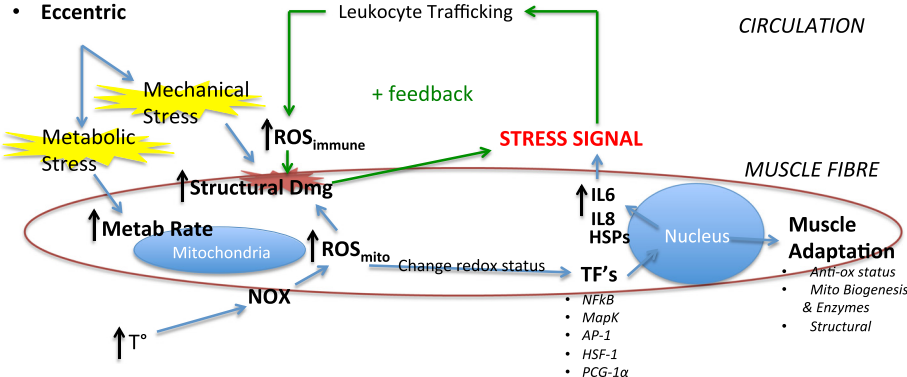 • Eccentric
Leukocyte Trafficking
CIRCULATION
Mechanical
Stress
+ feedback
Metabolic
Stress
ROSimmune
STRESS SIGNAL
MUSCLE FIBRE
Structural Dmg
IL6
IL8
HSPs
Metab Rate
Mitochondria
ROSmito
Nucleus
Muscle
Adaptation
• Anti-ox status
• Mito Biogenesis
& Enzymes
• Structural
Change redox status
TF's
NOX
T°
• NFkB
• MapK
• AP-1
• HSF-1
• PCG-1α